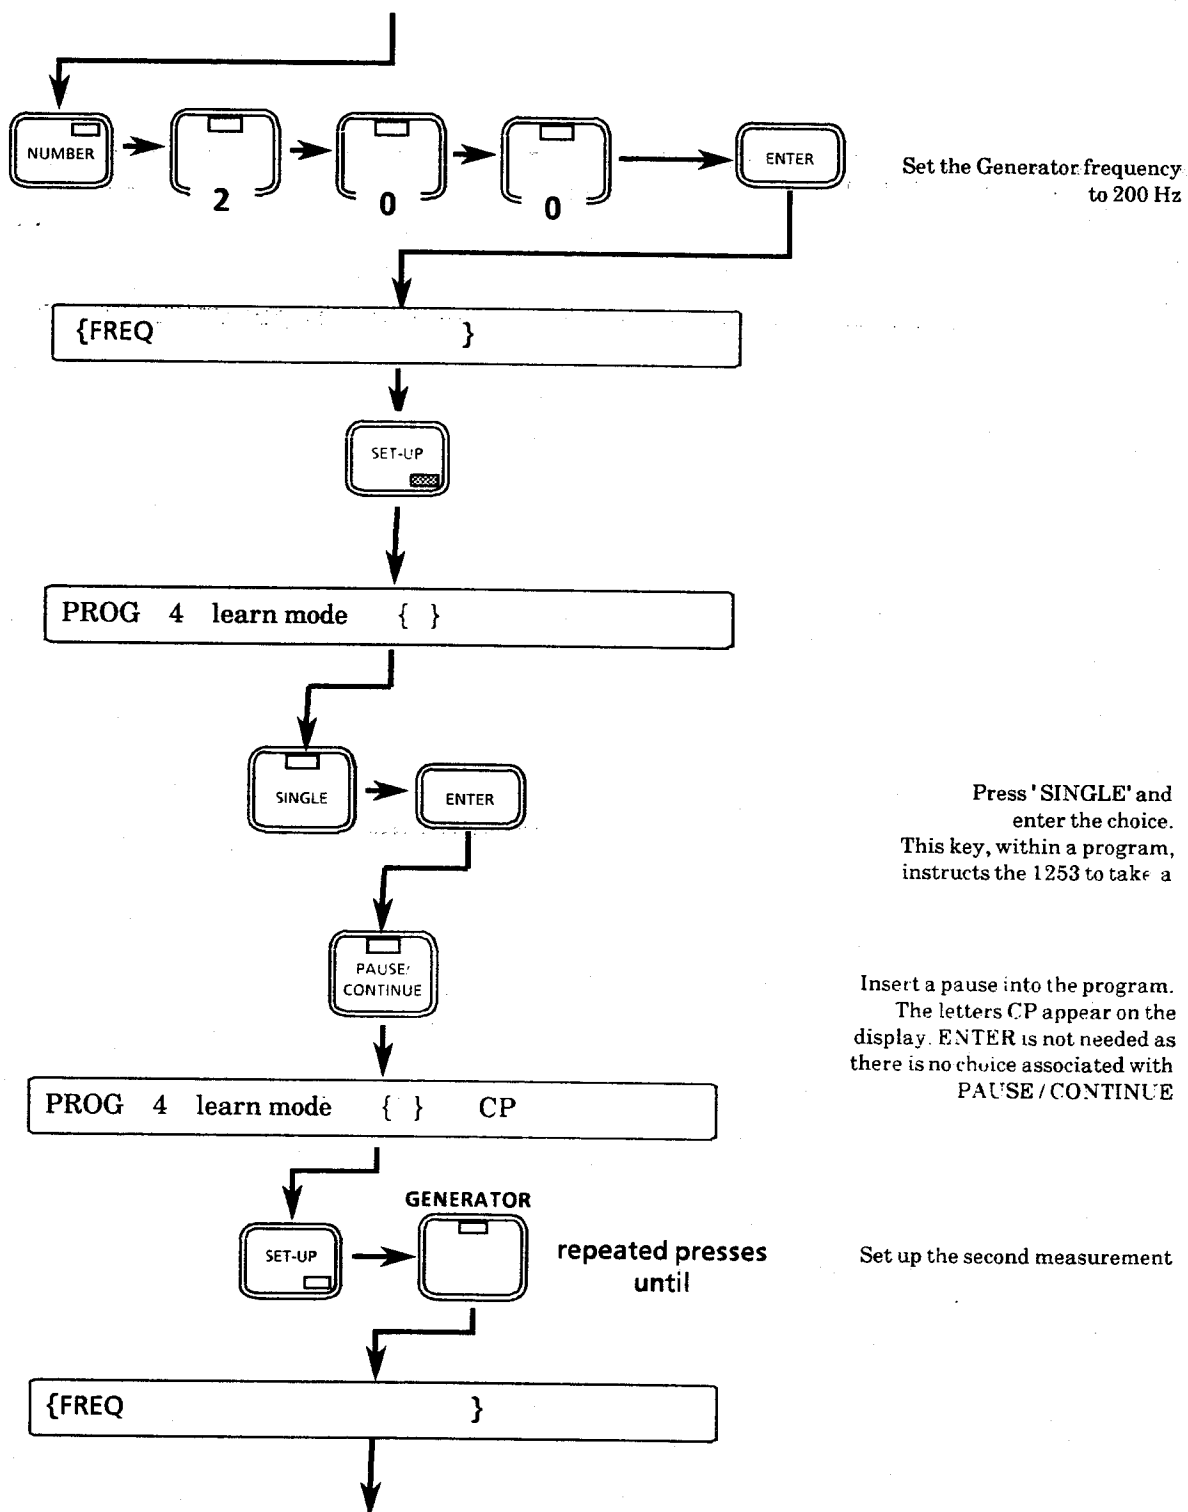 NUMBER
2
0
0
ENTER
Set the Generator frequency
to 200 Hz
{FREQ }
SET-UP
PROG 4 learn mode { }
SINGLE
ENTER
Press 'SINGLE' and
enter the choice.
This key, within a program,
instructs the 1253 to take a
PAUSE/
CONTINUE
Insert a pause into the program.
The letters CP appear on the
display. ENTER is not needed as
there is no choice associated with
PAUSE / CONTINUE
PROG 4 learn mode { } CP
GENERATOR
SET-UP
repeated presses
until
Set up the second measurement
{FREQ }